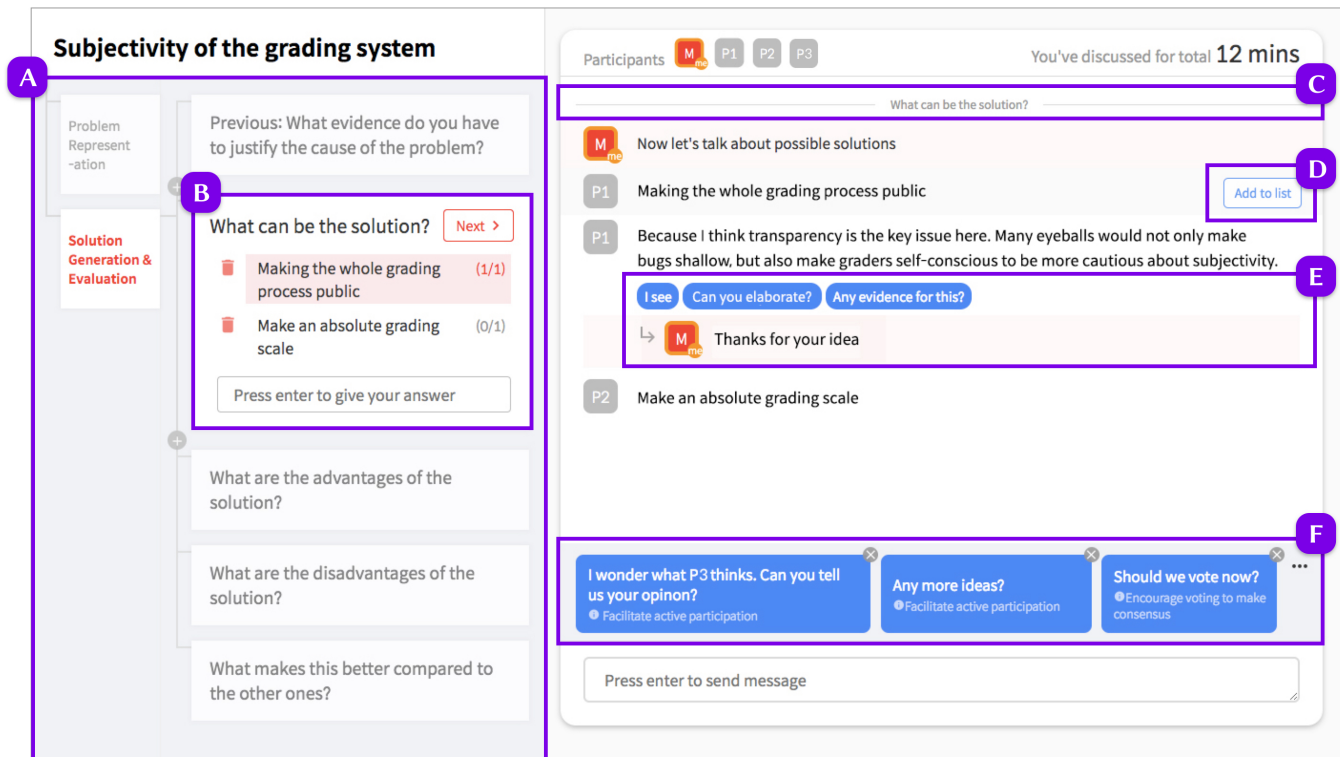 Subjectivity of the grading system
A
Problem
Represent
-ation
Solution
Generation &
Evaluation
Previous: What evidence do you have
to justify the cause of the problem?
+
B
What can be the solution?
Next >
Making the whole grading (1/1)
process public
Make an absolute grading (0/1)
scale
Press enter to give your answer
+
What are the advantages of the
solution?
What are the disadvantages of the
solution?
What makes this better compared to
the other ones?
Participants M me P1 P2 P3
You've discussed for total 12 mins
C
What can be the solution?
M me Now let's talk about possible solutions
D
P1 Making the whole grading process public
Add to list
P1 Because I think transparency is the key issue here. Many eyeballs would not only make
bugs shallow, but also make graders self-conscious to be more cautious about subjectivity.
E
I see Can you elaborate? Any evidence for this?
M me Thanks for your idea
P2 Make an absolute grading scale
F
I wonder what P3 thinks. Can you tell
us your opinon?
Facilitate active participation
Any more ideas?
Facilitate active participation
Should we vote now?
Encourage voting to make
consensus
Press enter to send message